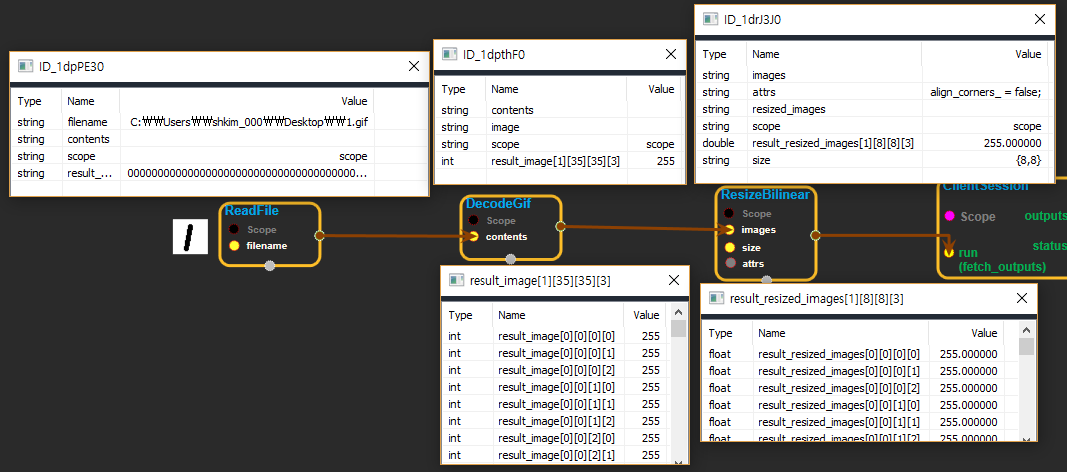 ID_1dpPE30
Type Name Value
string filename C:₩₩Users₩₩shkim_000₩₩Desktop₩₩1.gif
string contents
string scope scope
string result_... 00000000000000000000000000000000000000...
ID_1dpthF0
Type Name Value
string contents
string image
string scope scope
int result_image[1][35][35][3] 255
ID_1drJ3J0
Type Name Value
string images
string attrs align_corners_ = false;
string resized_images
string scope scope
double result_resized_images[1][8][8][3] 255.000000
string size {8,8}
ReadFile
Scope
filename
DecodeGif
Scope
contents
ResizeBilinear
Scope
images
size
attrs
ClientSession
Scope
outputs
status
run
(fetch_outputs)
result_image[1][35][35][3]
Type Name Value
int result_image[0][0][0][0] 255
int result_image[0][0][0][1] 255
int result_image[0][0][0][2] 255
int result_image[0][0][1][0] 255
int result_image[0][0][1][1] 255
int result_image[0][0][1][2] 255
int result_image[0][0][2][0] 255
int result_image[0][0][2][1] 255
result_resized_images[1][8][8][3]
Type Name Value
float result_resized_images[0][0][0][0] 255.000000
float result_resized_images[0][0][0][1] 255.000000
float result_resized_images[0][0][0][2] 255.000000
float result_resized_images[0][0][1][0] 255.000000
float result_resized_images[0][0][1][1] 255.000000
float result_resized_images[0][0][1][2] 255.000000